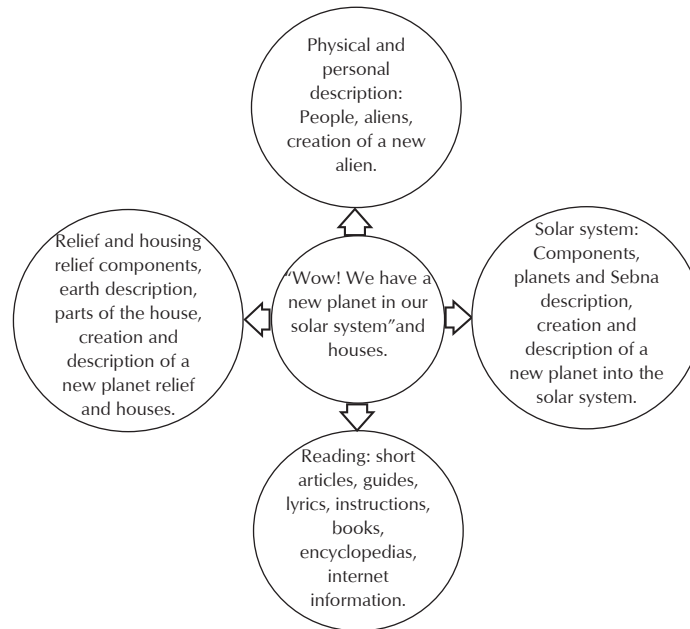 Physical and
personal
description:
People, aliens,
creation of a new
alien.
Relief and housing
relief components,
earth description,
parts of the house,
creation and
description of a
new planet relief
and houses.
“Wow! We have a
new planet in our
solar system”and
houses.
Solar system:
Components,
planets and Sebna
description,
creation and
description of a
new planet into the
solar system.
Reading: short
articles, guides,
lyrics, instructions,
books,
encyclopedias,
internet
information.